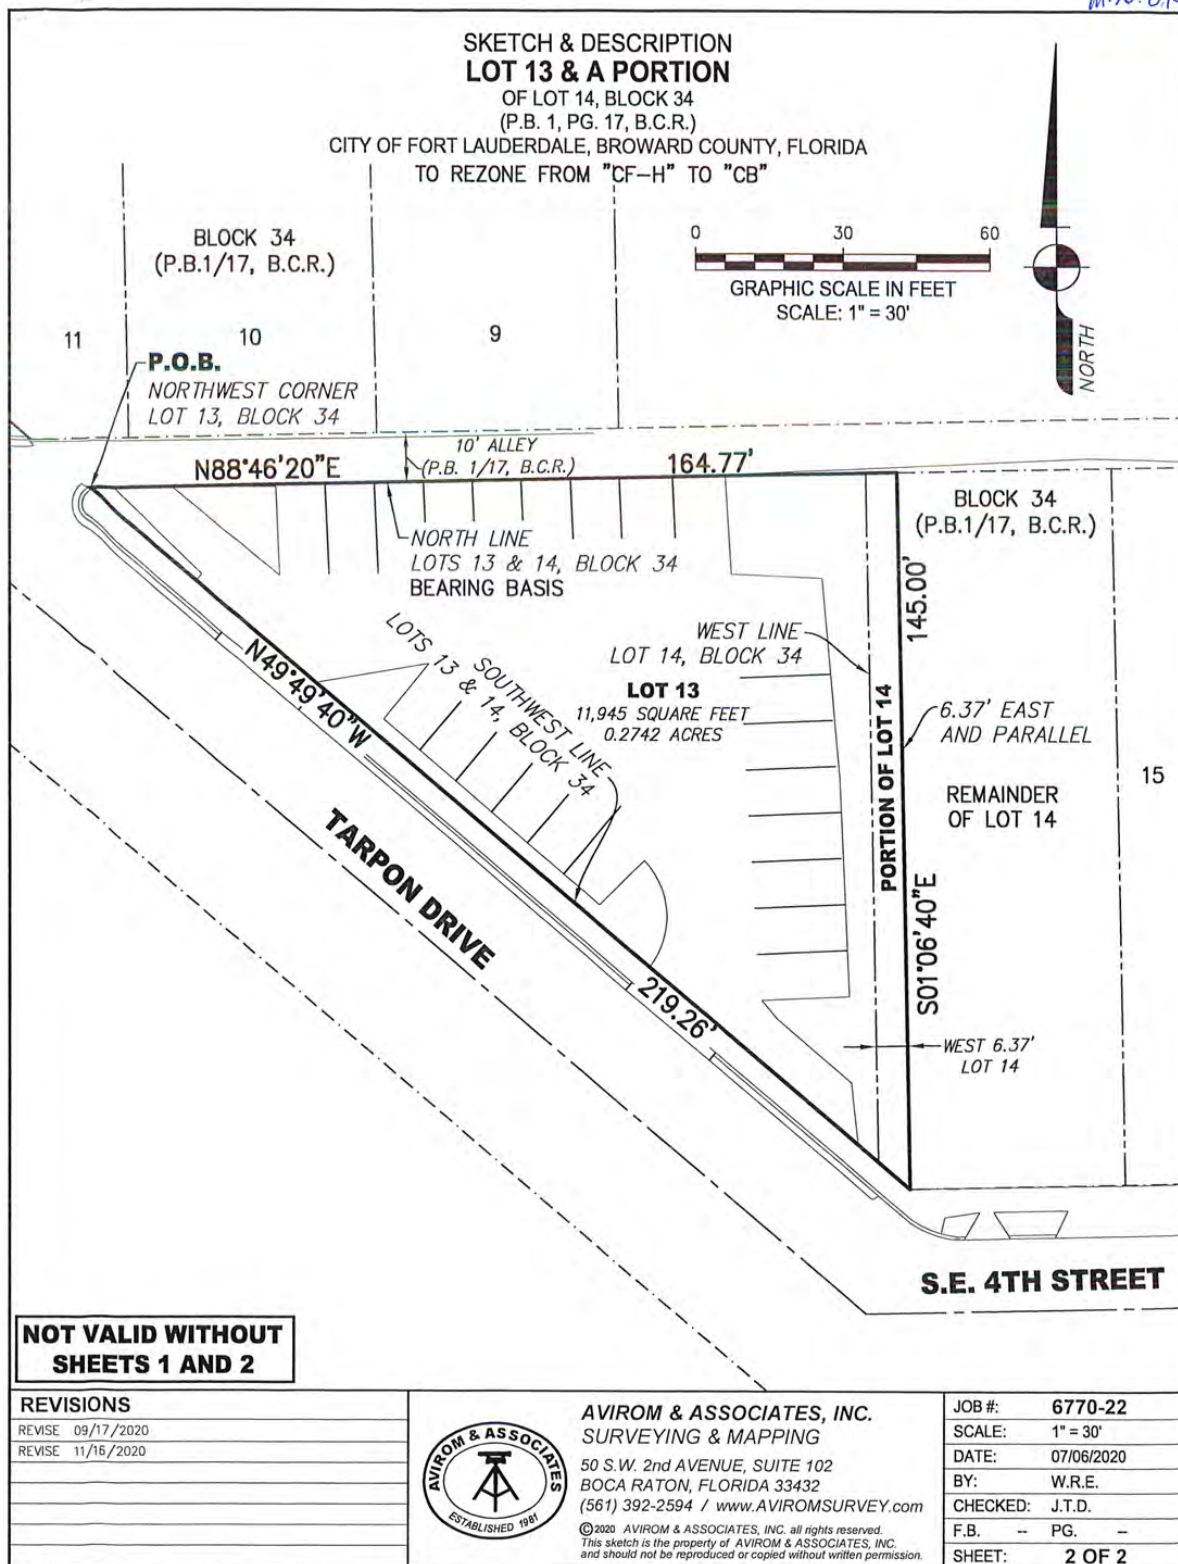 SKETCH & DESCRIPTION
LOT 13 & A PORTION
OF LOT 14, BLOCK 34
(P.B. 1, PG. 17, B.C.R.)
CITY OF FORT LAUDERDALE, BROWARD COUNTY, FLORIDA
TO REZONE FROM "CF-H" TO "CB"
BLOCK 34
(P.B.1/17, B.C.R.)
0 30 60
GRAPHIC SCALE IN FEET
SCALE: 1" = 30'
NORTH
11
10
9
P.O.B.
NORTHWEST CORNER
LOT 13, BLOCK 34
10' ALLEY
(P.B. 1/17, B.C.R.)
N88°46'20"E
164.77'
BLOCK 34
(P.B.1/17, B.C.R.)
NORTH LINE
LOTS 13 & 14, BLOCK 34
BEARING BASIS
145.00'
WEST LINE
LOT 14, BLOCK 34
LOT 13
11,945 SQUARE FEET
0.2742 ACRES
N49°49'40"W
SOUTHWEST LINE
LOTS 13 & 14, BLOCK 34
PORTION OF LOT 14
6.37' EAST
AND PARALLEL
REMAINDER
OF LOT 14
15
TARPON DRIVE
S01°06'40"E
219.26'
WEST 6.37'
LOT 14
S.E. 4TH STREET
NOT VALID WITHOUT
SHEETS 1 AND 2
REVISIONS
REVISE 09/17/2020
REVISE 11/16/2020
AVIROM & ASSOCIATES
ESTABLISHED 1981
AVIROM & ASSOCIATES, INC.
SURVEYING & MAPPING
50 S.W. 2nd AVENUE, SUITE 102
BOCA RATON, FLORIDA 33432
(561) 392-2594 / www.AVIROMSURVEY.com
©2020 AVIROM & ASSOCIATES, INC. all rights reserved.
This sketch is the property of AVIROM & ASSOCIATES, INC.
and should not be reproduced or copied without written permission.
JOB #: 6770-22
SCALE: 1" = 30'
DATE: 07/06/2020
BY: W.R.E.
CHECKED: J.T.D.
F.B. -- PG. --
SHEET: 2 OF 2